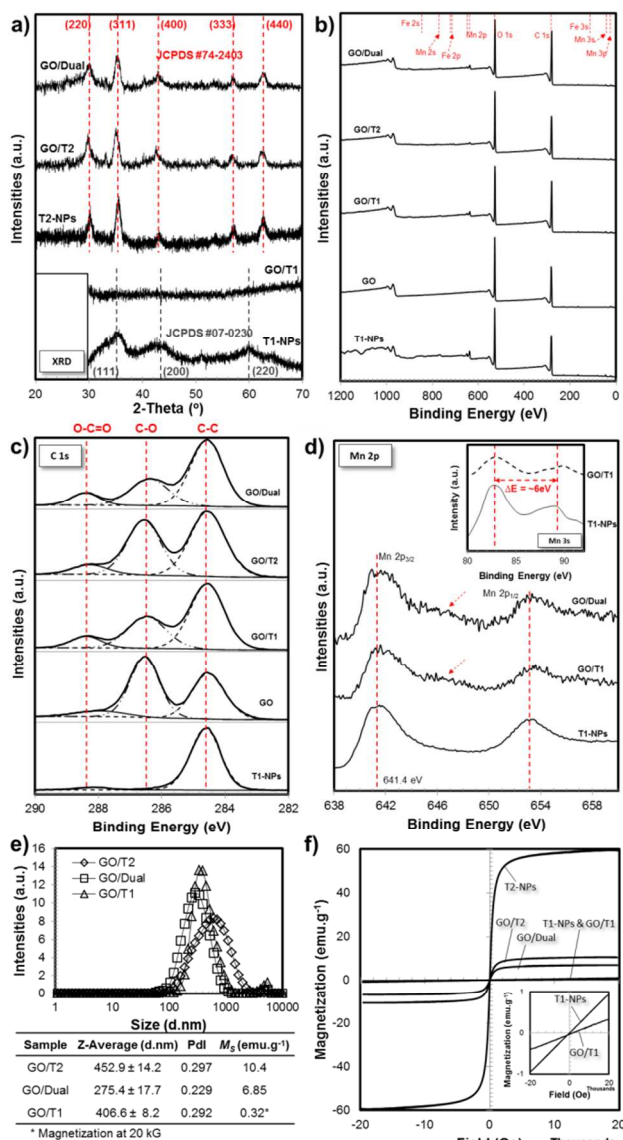 a)
(220) (311) (400) (333) (440)
JCPDS #74-2403
GO/Dual
GO/T2
T2-NPs
GO/T1
JCPDS #07-0230
T1-NPs
XRD
(111) (200) (220)
Intensities (a.u.)
20 30 40 50 60 70
2-Theta °
b)
Fe 2s
Mn 2s
Fe 2p
Mn 2p
O 1s
C 1s
Fe 3s
Mn 3s
Mn 3p
GO/Dual
GO/T2
GO/T1
GO
T1-NPs
Intensities (a.u.)
1200 1000 800 600 400 200 0
Binding Energy (eV)
c)
O-C=O C-O C-C
C 1s
GO/Dual
GO/T2
GO/T1
GO
T1-NPs
Intensities (a.u.)
290 288 286 284 282
Binding Energy (eV)
d)
Mn 2p
Intensity (a.u.)
GO/T1
ΔE = ~6eV
T1-NPs
Mn 3s
80 85 90
Binding Energy (eV)
Mn 2p3/2
Mn 2p1/2
GO/Dual
GO/T1
T1-NPs
641.4 eV
Intensities (a.u.)
638 642 646 650 654 658
Binding Energy (eV)
e)
GO/T2
GO/Dual
GO/T1
Intensities (a.u.)
16
14
12
10
8
6
4
2
0
1 10 100 1000 10000
Size (d.nm)
Sample Z-Average (d.nm) PdI MS (emu.g-1)
GO/T2 452.9 ± 14.2 0.297 10.4
GO/Dual 275.4 ± 17.7 0.229 6.85
GO/T1 406.6 ± 8.2 0.292 0.32*
* Magnetization at 20 kG
f)
60
40
20
0
-20
-40
-60
Magnetization (emu.g-1)
T2-NPs
GO/T2
T1-NPs & GO/T1
GO/Dual
Magnetization (emu.g-1)
1
0
-1
T1-NPs
GO/T1
-20 0 20
Thousands
Field (Oe)
-20 -10 0 10 20
Field (Oe) Thousands